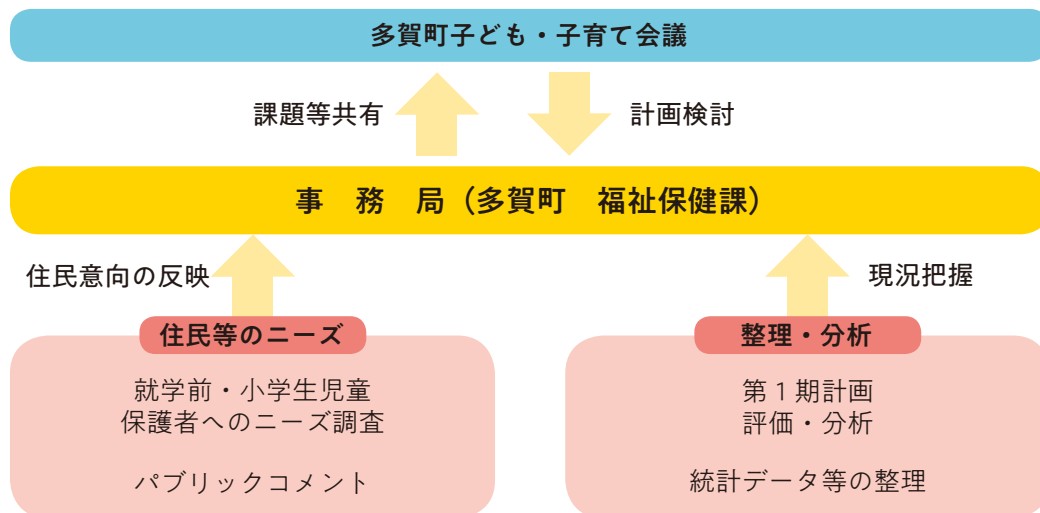 多賀町子ども・子育て会議
課題等共有
計画検討
事　務　局（多賀町　福祉保健課）
住民意向の反映
現況把握
住民等のニーズ
就学前・小学生児童
保護者へのニーズ調査
パブリックコメント
整理・分析
第１期計画
評価・分析
統計データ等の整理